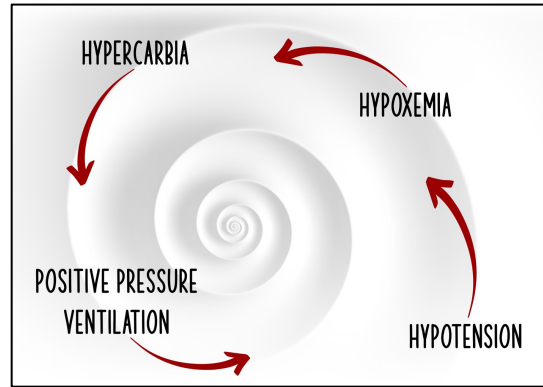 HYPERCARBIA
HYPOXEMIA
POSITIVE PRESSURE
VENTILATION
HYPOTENSION